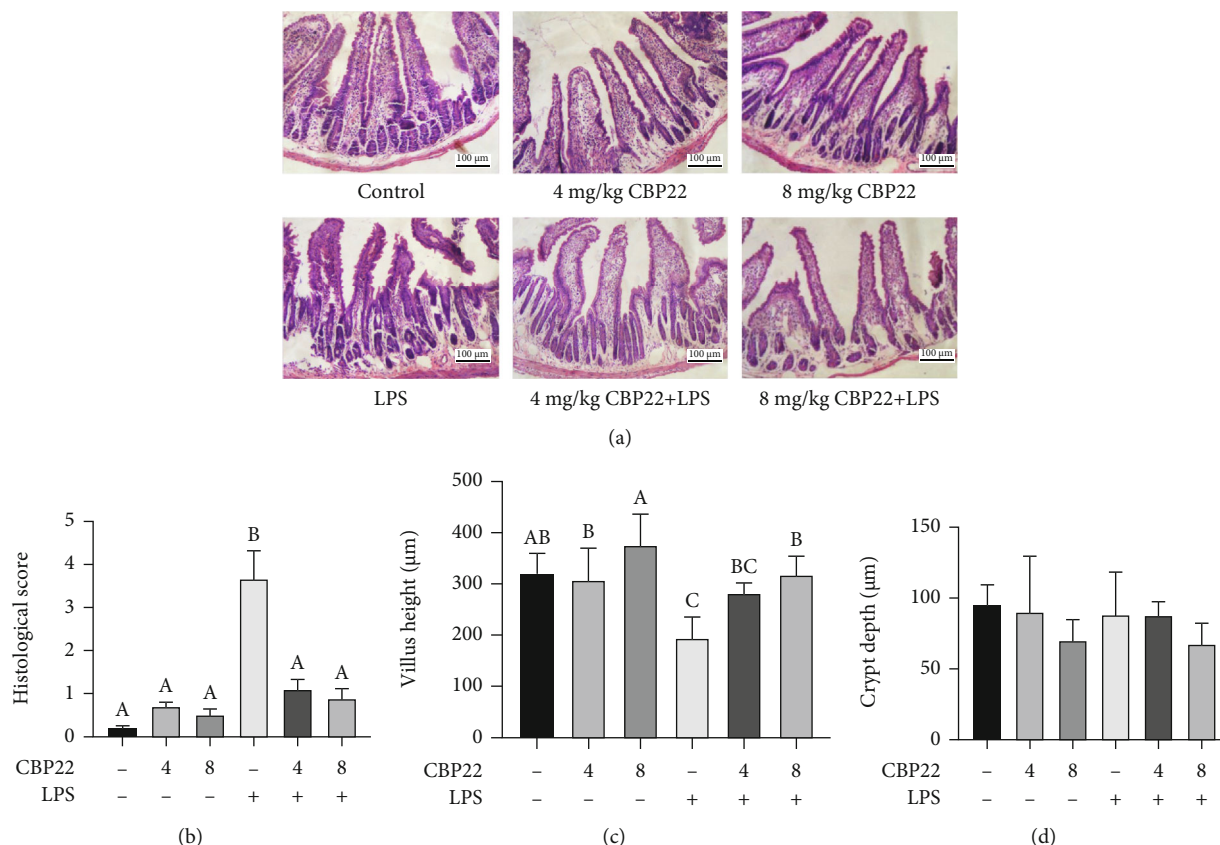 100 μm
100 μm
100 μm
Control
4 mg/kg CBP22
8 mg/kg CBP22
100 μm
100 μm
100 μm
LPS
4 mg/kg CBP22+LPS
8 mg/kg CBP22+LPS
(a)
Histological score
5
4
3
2
1
0
A
A
A
B
A
A
CBP22 – 4 8 – 4 8
LPS – – – + + +
(b)
Villus height (μm)
500
400
300
200
100
0
AB
B
A
C
BC
B
CBP22 – 4 8 – 4 8
LPS – – – + + +
(c)
Crypt depth (μm)
150
100
50
0
CBP22 – 4 8 – 4 8
LPS – – – + + +
(d)